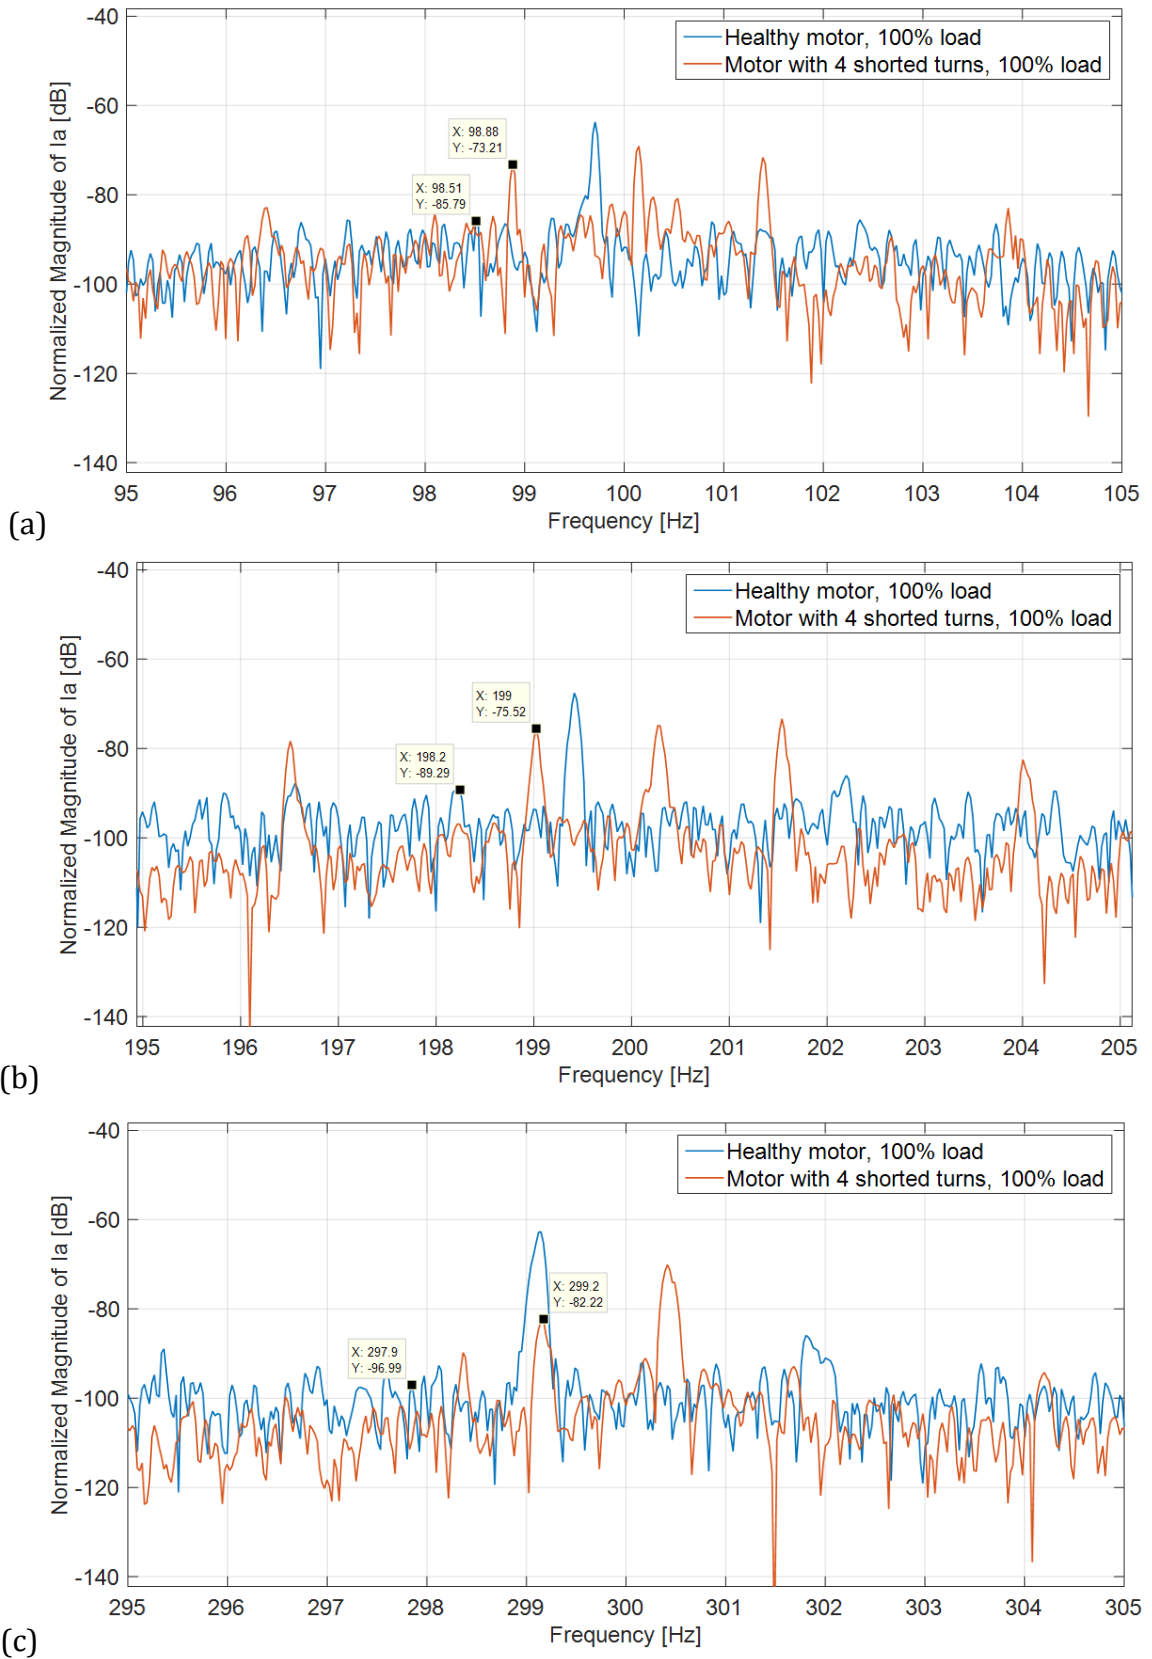 -40
-60
-80
-100
-120
-140
Normalized Magnitude of Ia [dB]
Healthy motor, 100% load
Motor with 4 shorted turns, 100% load
X: 98.88
Y: -73.21
X: 98.51
Y: -85.79
95 96 97 98 99 100 101 102 103 104 105
Frequency [Hz]
(a)
-40
-60
-80
-100
-120
-140
Normalized Magnitude of Ia [dB]
Healthy motor, 100% load
Motor with 4 shorted turns, 100% load
X: 199
Y: -75.52
X: 198.2
Y: -89.29
195 196 197 198 199 200 201 202 203 204 205
Frequency [Hz]
(b)
-40
-60
-80
-100
-120
-140
Normalized Magnitude of Ia [dB]
Healthy motor, 100% load
Motor with 4 shorted turns, 100% load
X: 299.2
Y: -82.22
X: 297.9
Y: -96.99
295 296 297 298 299 300 301 302 303 304 305
Frequency [Hz]
(c)